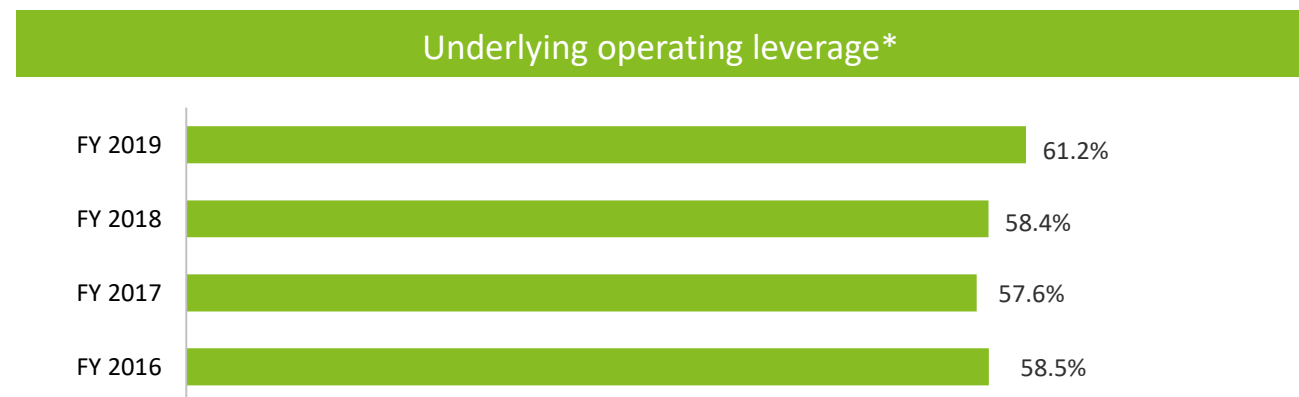 Underlying operating leverage*
FY 2019 61.2%
FY 2018 58.4%
FY 2017 57.6%
FY 2016 58.5%